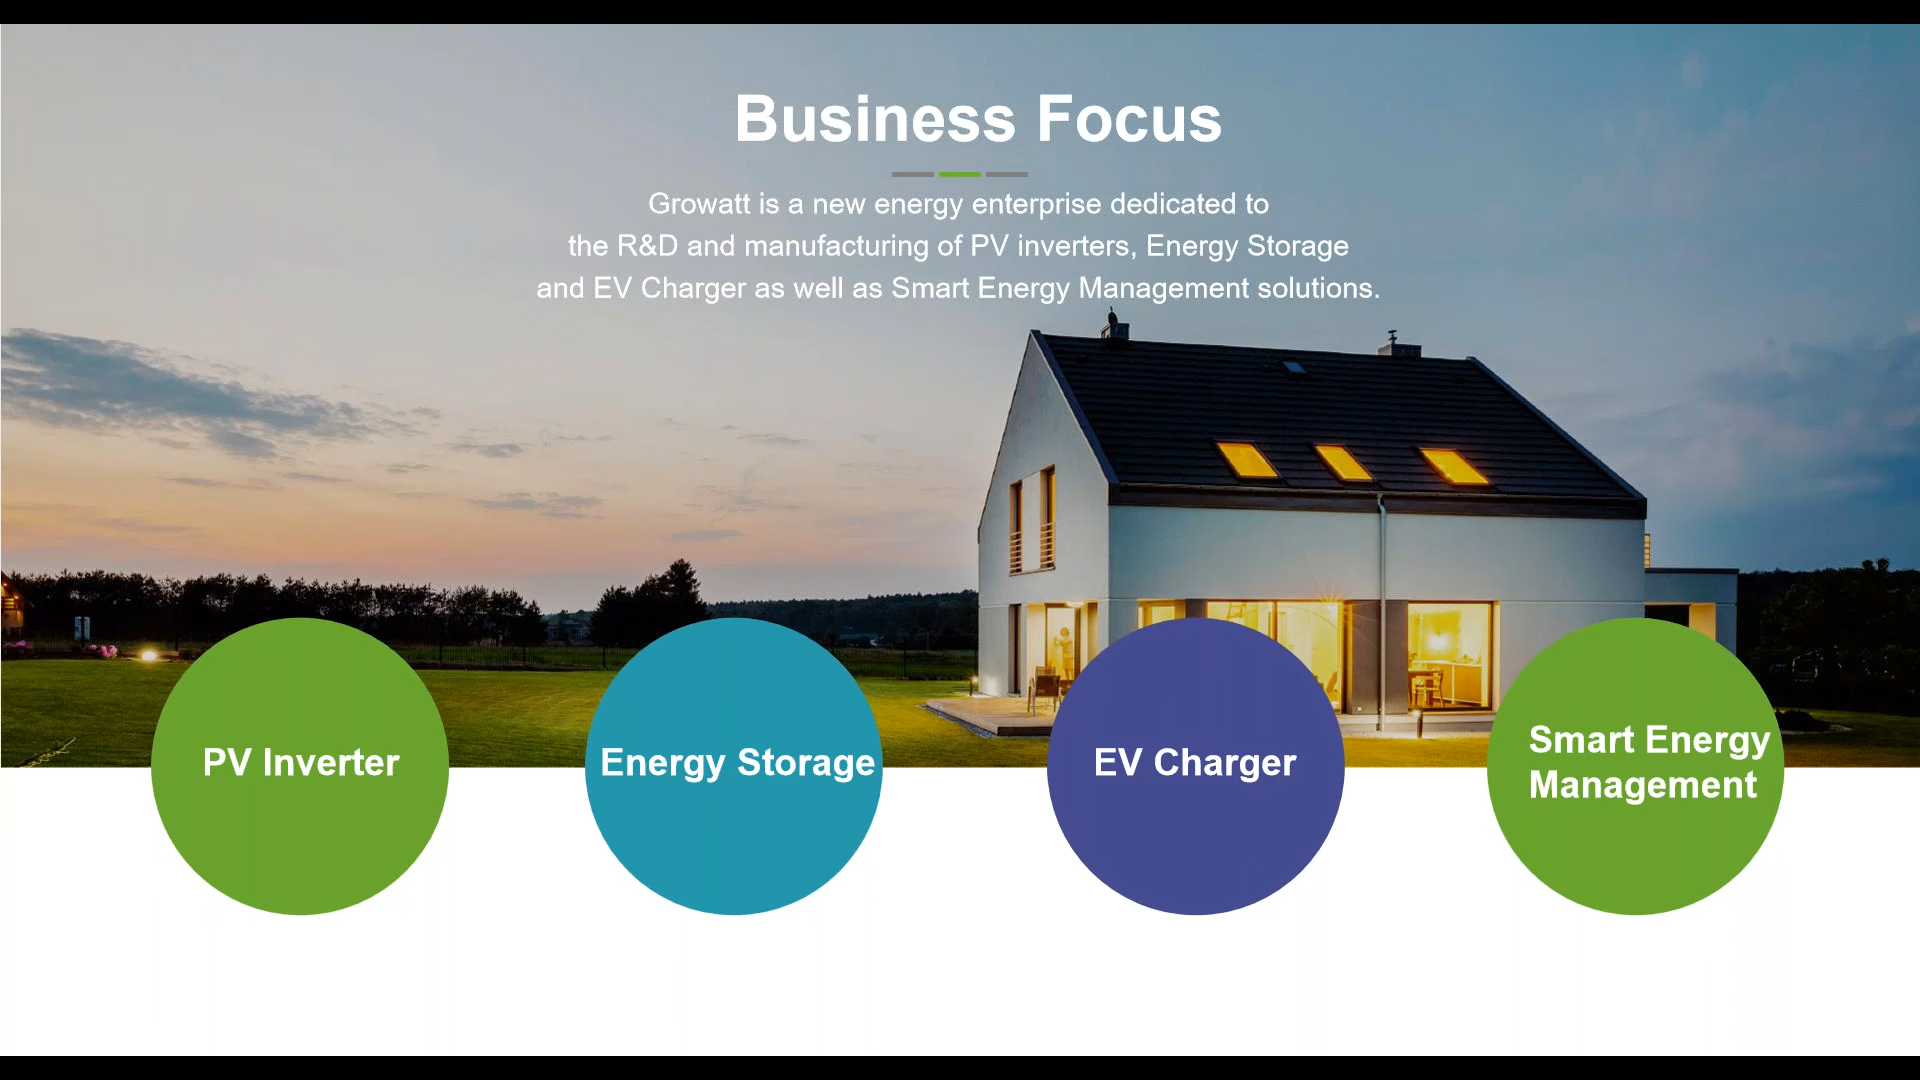 Business Focus
Growatt is a new energy enterprise dedicated to
the R&D and manufacturing of PV inverters, Energy Storage
and EV Charger as well as Smart Energy Management solutions.
PV Inverter
Energy Storage
EV Charger
Smart Energy
Management